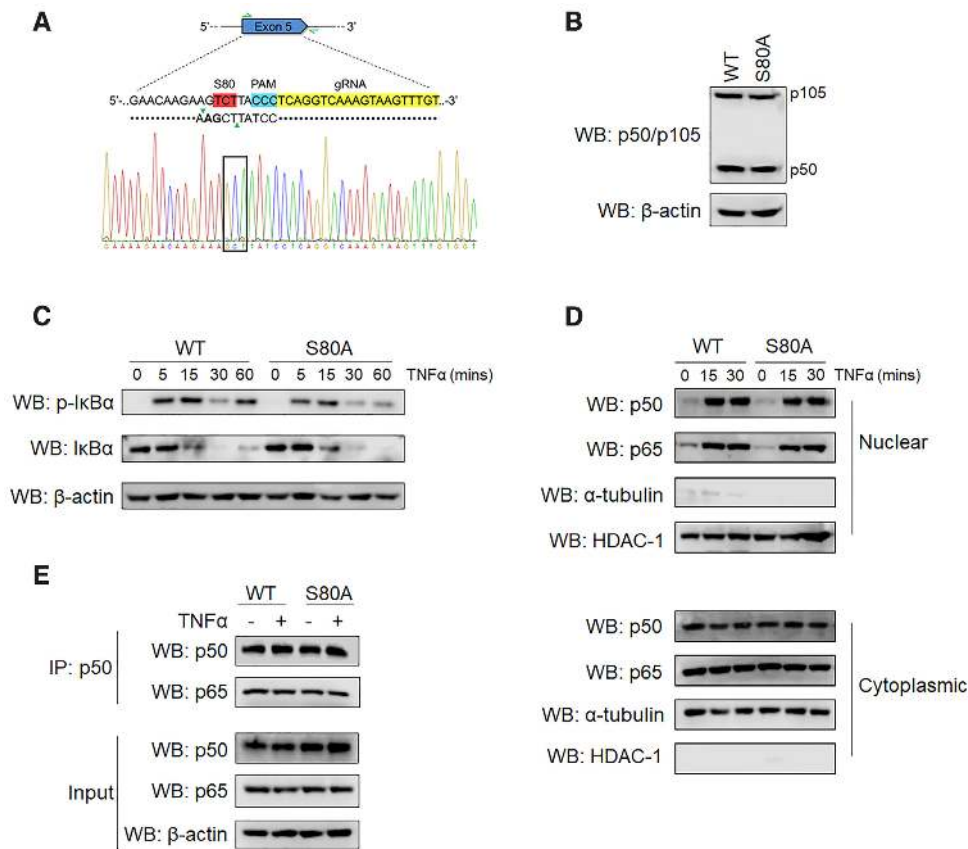 A
5'
Exon 5
3'
S80 PAM gRNA
5'-..GAACAAGAAGTCTTACCCTCAGGTCAAAGTAAGTTTGT..-3'
AAGCTTATCC
B
WT S80A
WB: p50/p105
p105
p50
WB: β-actin
C
WT S80A
0 5 15 30 60 0 5 15 30 60 TNFα (mins)
WB: p-IκBα
WB: IκBα
WB: β-actin
D
WT S80A
0 15 30 0 15 30 TNFα (mins)
WB: p50
WB: p65
WB: α-tubulin
WB: HDAC-1
Nuclear
WB: p50
WB: p65
WB: α-tubulin
WB: HDAC-1
Cytoplasmic
E
WT S80A
TNFα - + - +
IP: p50
WB: p50
WB: p65
Input
WB: p50
WB: p65
WB: β-actin